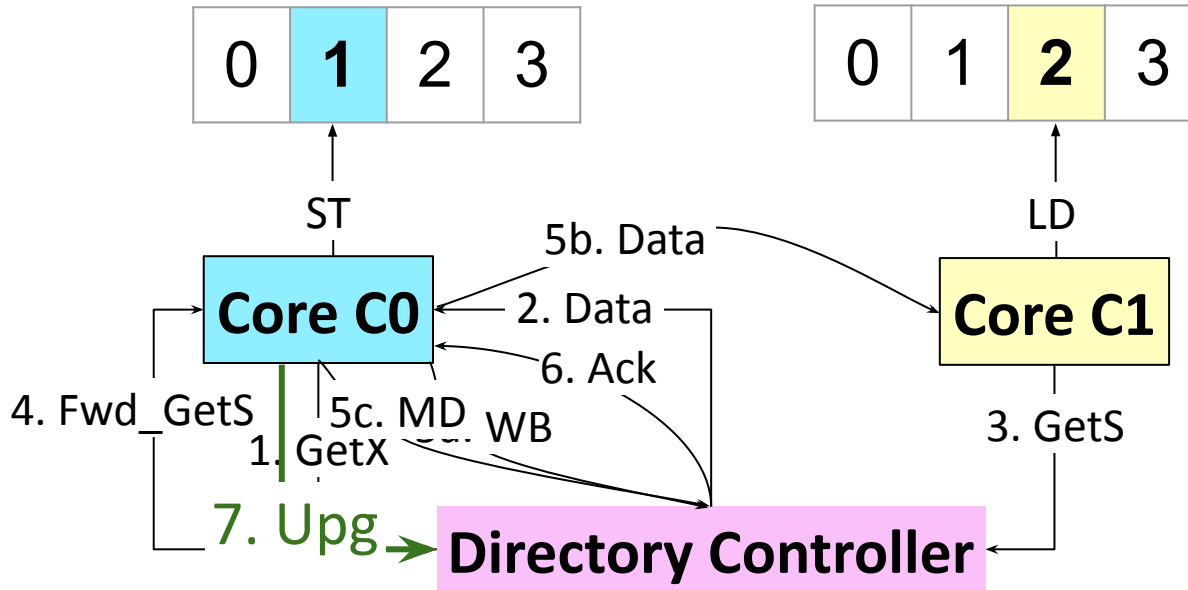 0 1 2 3
0 1 2 3
ST
LD
5b. Data
Core C0
2. Data
Core C1
6. Ack
4. Fwd_GetS
5c. MD
WB
3. GetS
1. GetX
7. Upg
Directory Controller